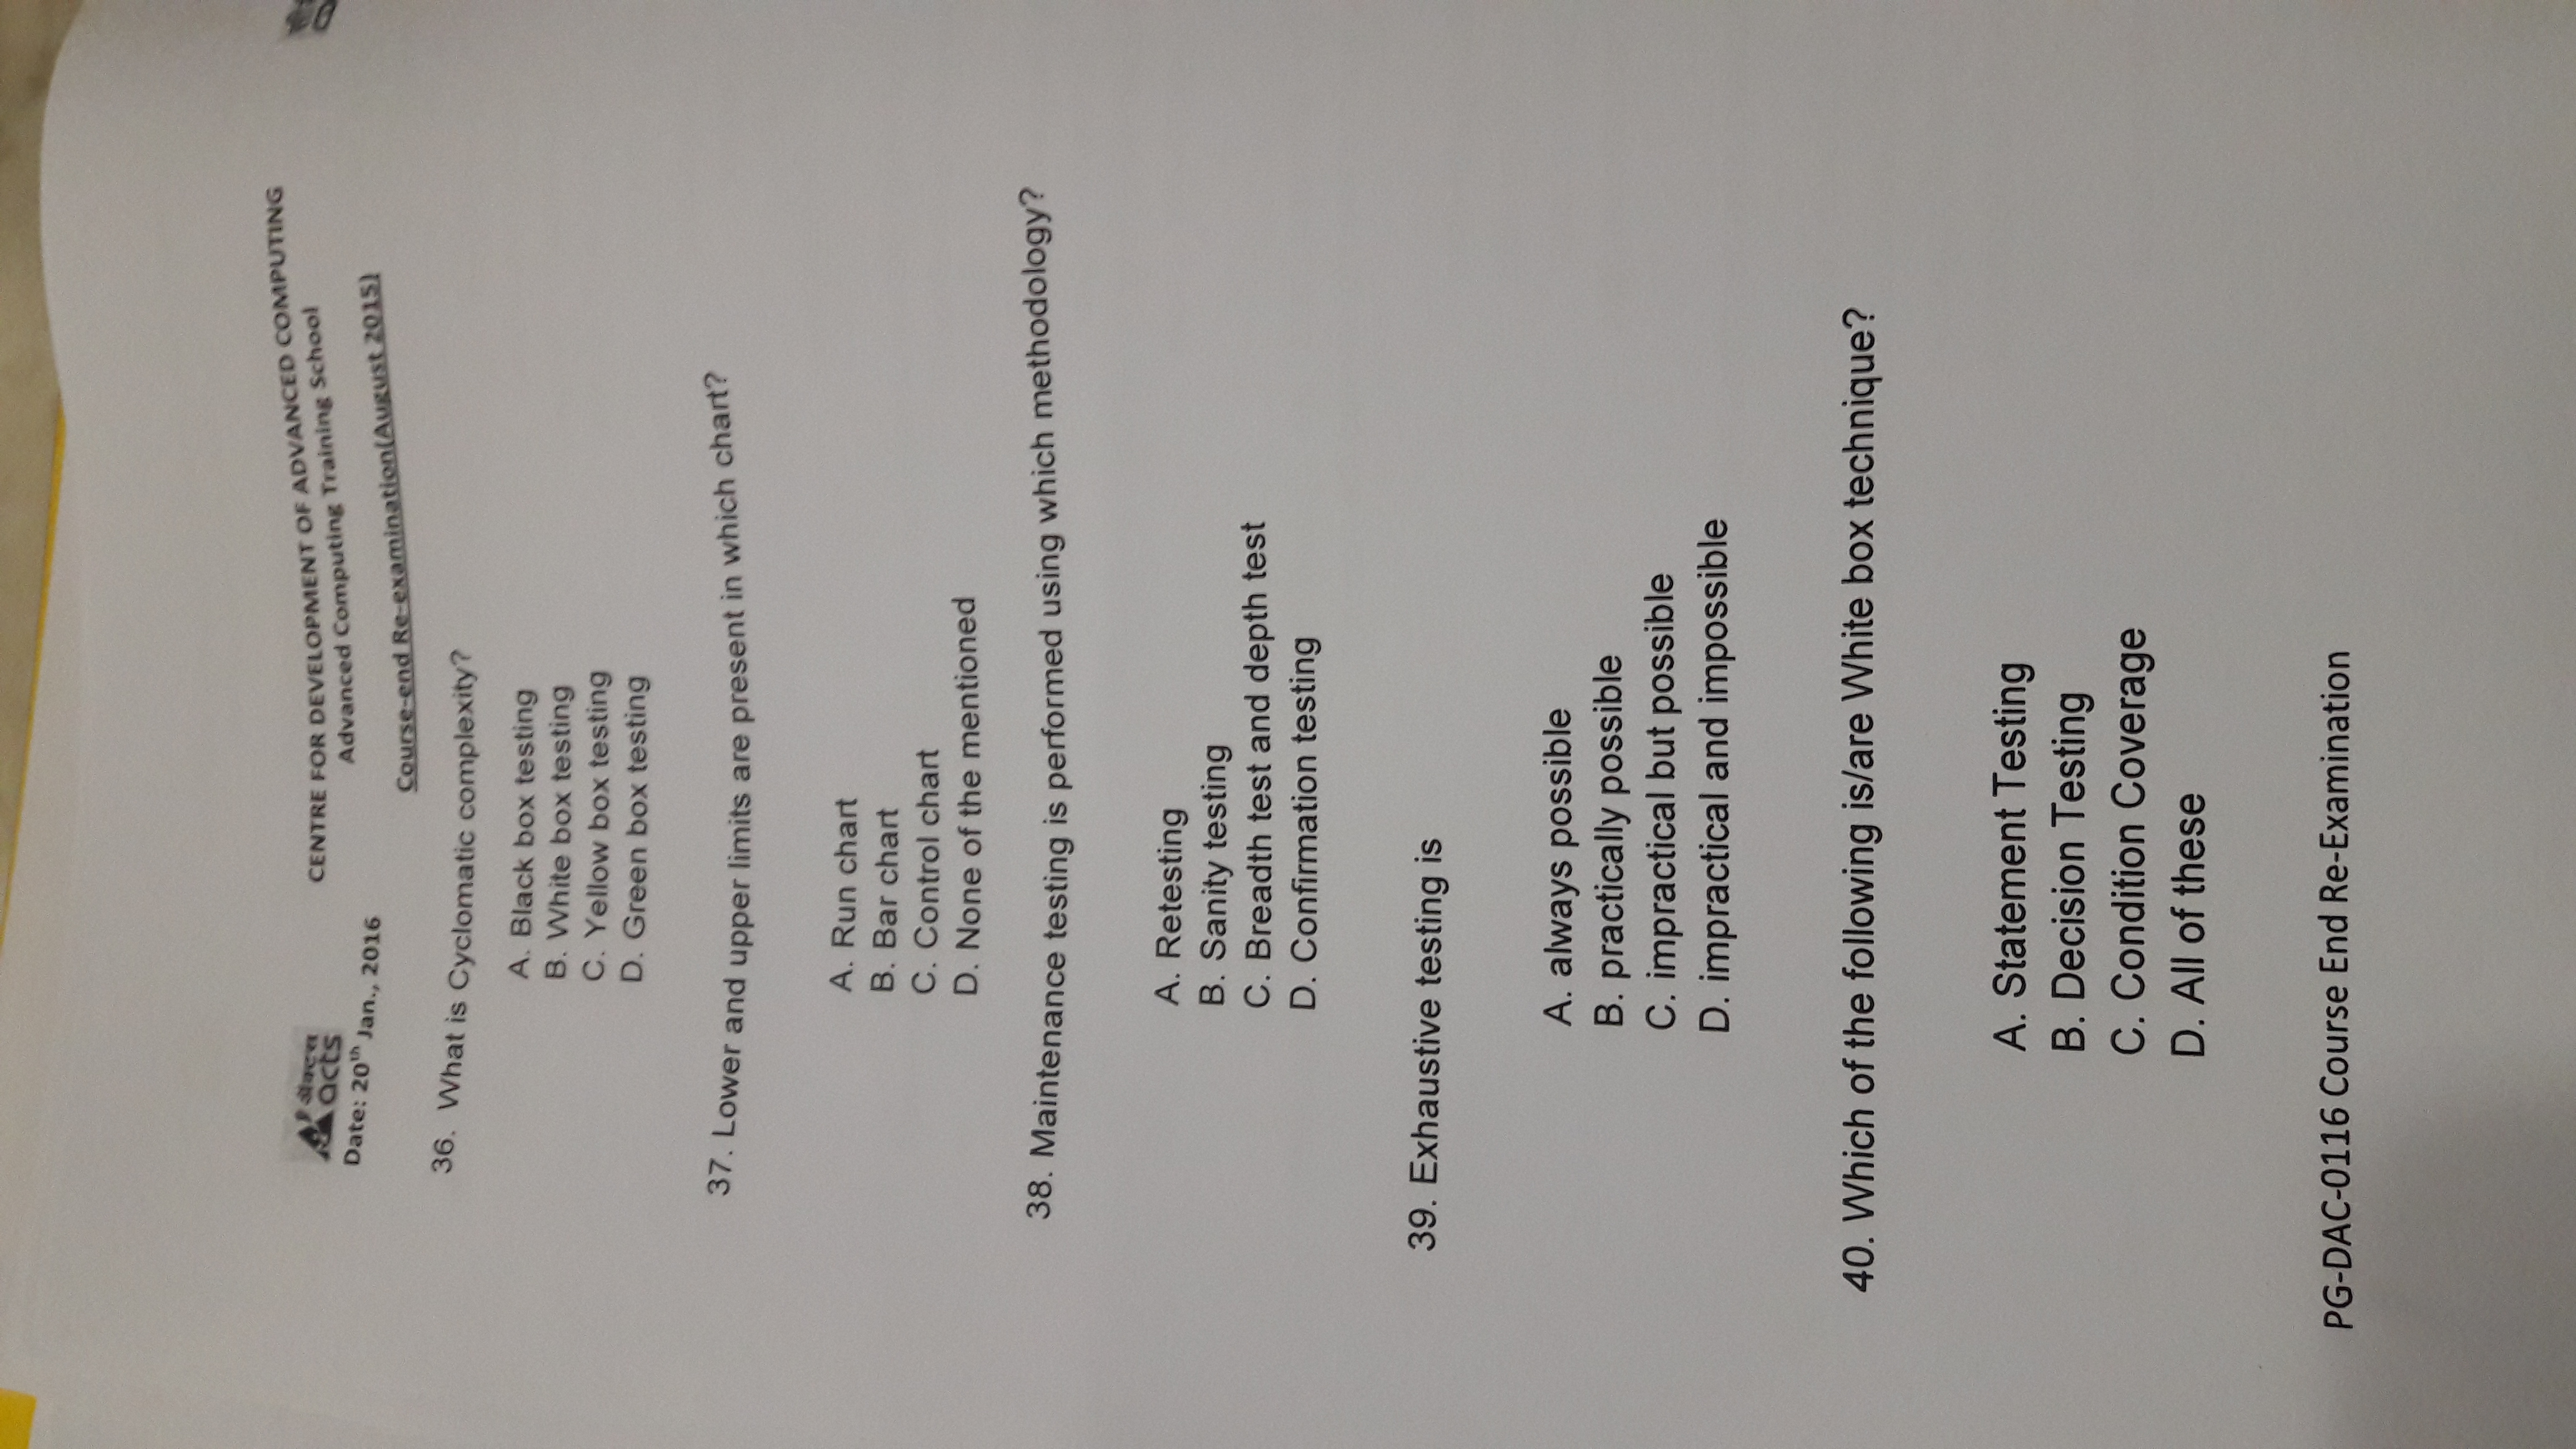 ॲक्टस
acts
CENTRE FOR DEVELOPMENT OF ADVANCED COMPUTING
Advanced Computing Training School
Date: 20th Jan., 2016
Course-end Re-examination(August 2015)
36. What is Cyclomatic complexity?
A. Black box testing
B. White box testing
C. Yellow box testing
D. Green box testing
37. Lower and upper limits are present in which chart?
A. Run chart
B. Bar chart
C. Control chart
D. None of the mentioned
38. Maintenance testing is performed using which methodology?
A. Retesting
B. Sanity testing
C. Breadth test and depth test
D. Confirmation testing
39. Exhaustive testing is
A. always possible
B. practically possible
C. impractical but possible
D. impractical and impossible
40. Which of the following is/are White box technique?
A. Statement Testing
B. Decision Testing
C. Condition Coverage
D. All of these
PG-DAC-0116 Course End Re-Examination